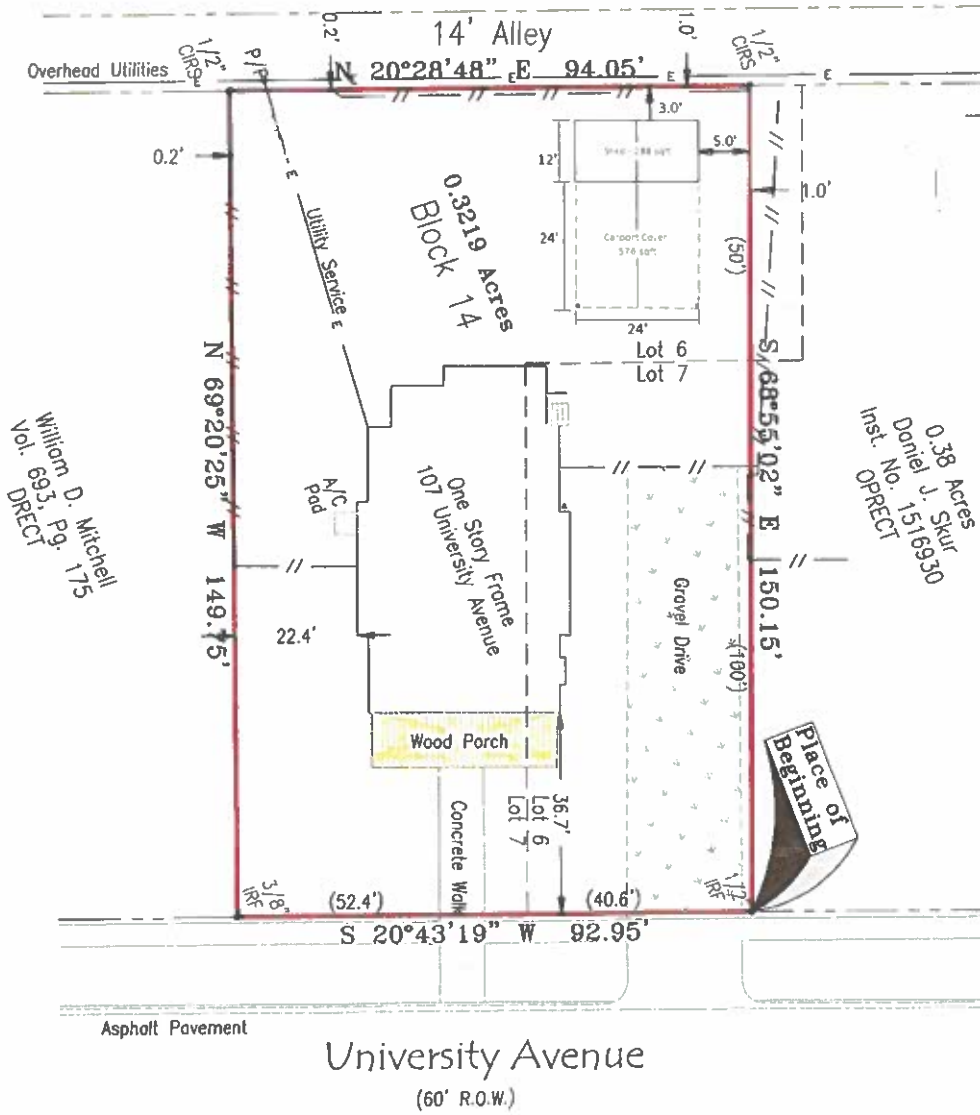 14' Alley
0.2'
1.0'
1/2"
CIRS
P/P
1/2"
CIRS
Overhead Utilities
N 20°28'48" E 94.05'
E
E
E
3.0'
0.2'
12'
5.0'
1.0'
E
Utility Service
E
0.3219 Acres
Block 14
24'
Carport Cover
576 sqft
(50')
24'
Lot 6
Lot 7
N 69°20'25" W 149.75'
S 68°55'02" E 150.15'
William D. Mitchell
Vol. 693, Pg. 175
DRECT
0.38 Acres
Daniel J. Skur
Inst. No. 1516930
OPRECT
A/C
Pad
One Story Frame
107 University Avenue
Gravel Drive
22.4'
(100')
Wood Porch
Place of
Beginning
Concrete Walk
Lot 6
Lot 7
36.7'
3/8"
IRF
(52.4')
(40.6')
1/2"
IRF
S 20°43'19" W 92.95'
Asphalt Pavement
University Avenue
(60' R.O.W.)